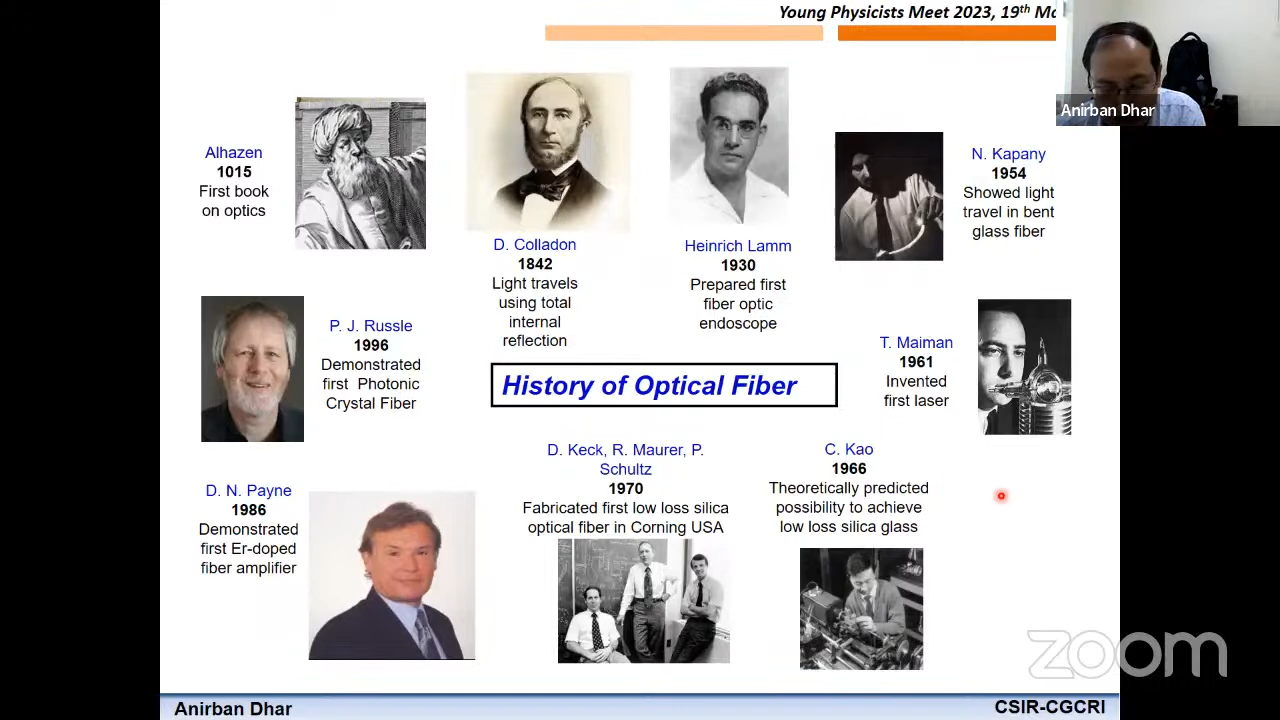 Young Physicists Meet 2023, 19th
Anirban Dhar
Alhazen
1015
First book
on optics
D. Colladon
1842
Light travels
using total
internal
reflection
Heinrich Lamm
1930
Prepared first
fiber optic
endoscope
N. Kapany
1954
Showed light
travel in bent
glass fiber
P. J. Russle
1996
Demonstrated
first Photonic
Crystal Fiber
T. Maiman
1961
Invented
first laser
History of Optical Fiber
D. N. Payne
1986
Demonstrated
first Er-doped
fiber amplifier
D. Keck, R. Maurer, P.
Schultz
1970
Fabricated first low loss silica
optical fiber in Corning USA
C. Kao
1966
Theoretically predicted
possibility to achieve
low loss silica glass
zoom
Anirban Dhar
CSIR-CGCRI